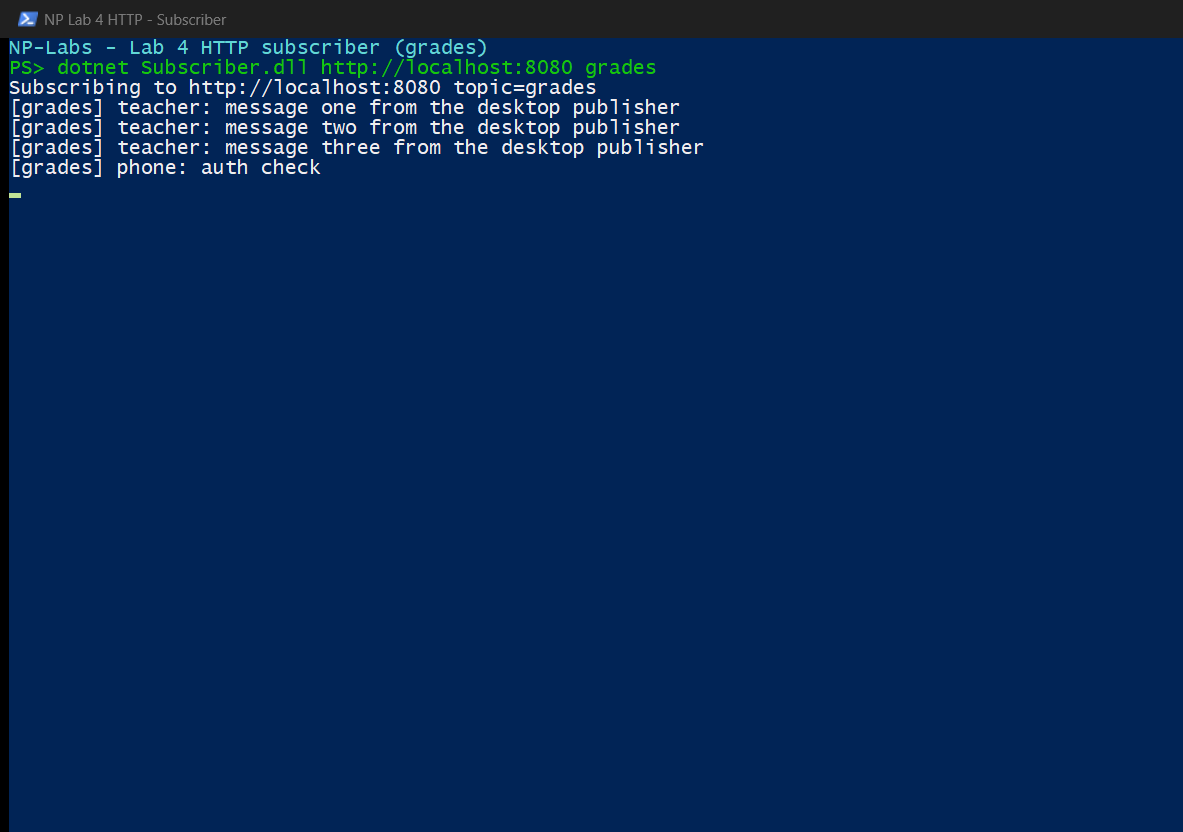 NP Lab 4 HTTP - Subscriber
NP-Labs - Lab 4 HTTP subscriber (grades)
PS> dotnet Subscriber.dll http://localhost:8080 grades
Subscribing to http://localhost:8080 topic=grades
[grades] teacher: message one from the desktop publisher
[grades] teacher: message two from the desktop publisher
[grades] teacher: message three from the desktop publisher
[grades] phone: auth check